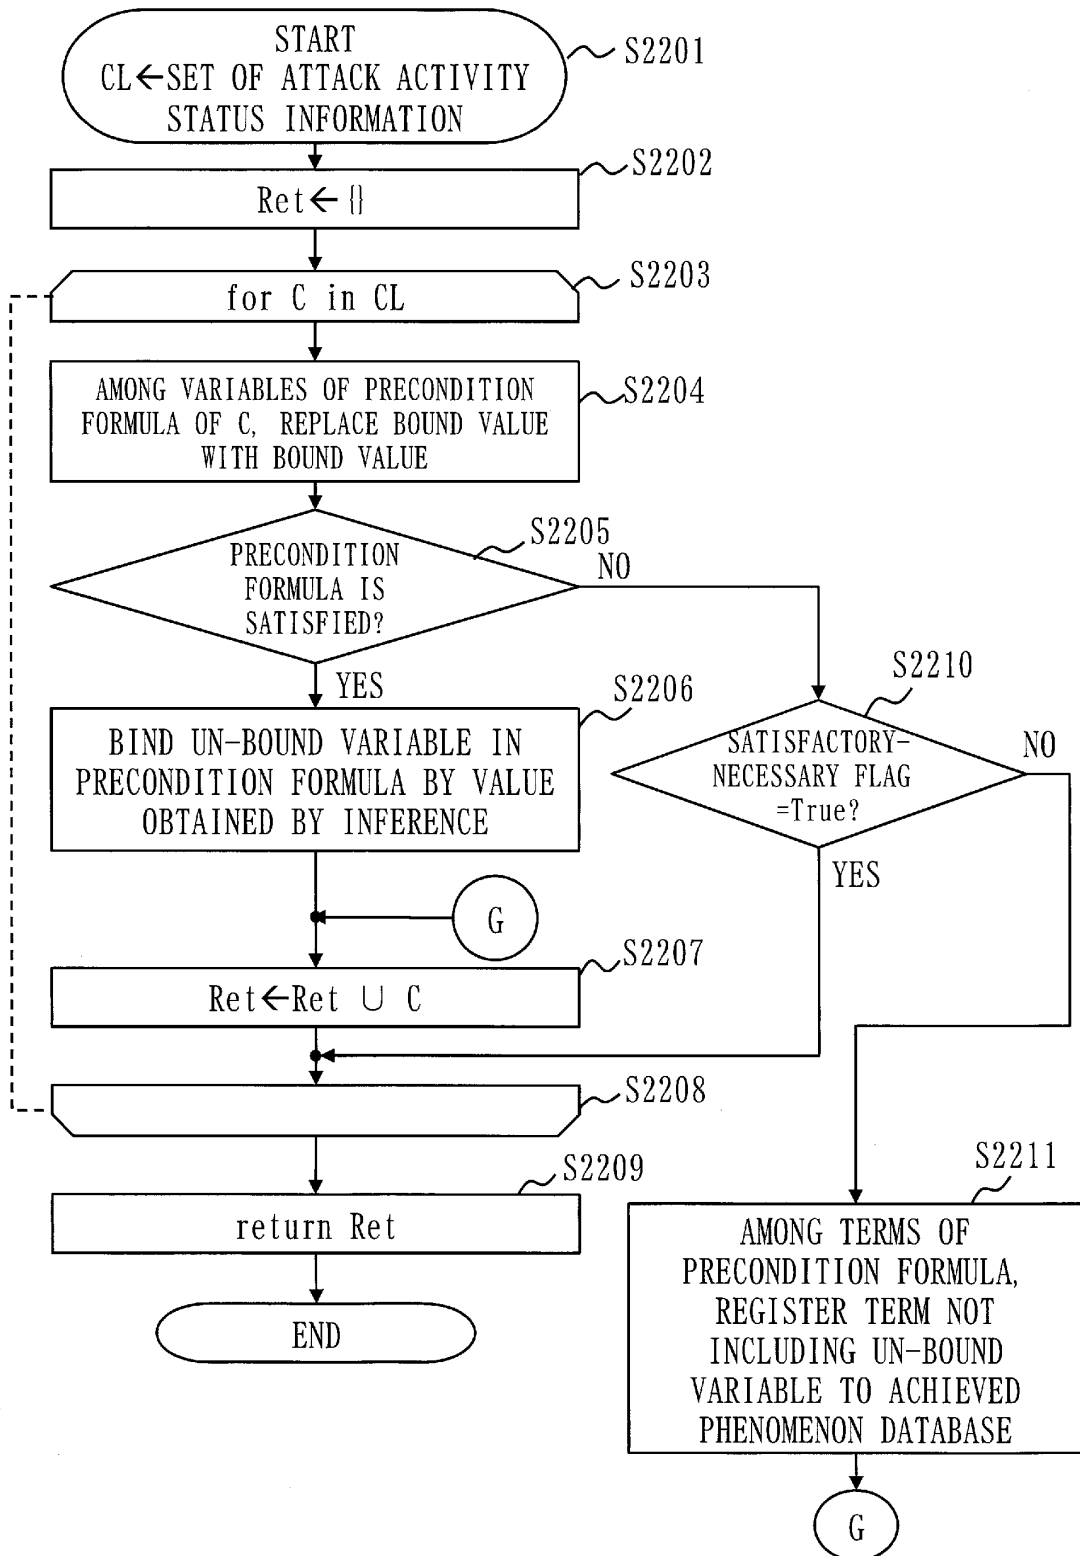 START
CL←SET OF ATTACK ACTIVITY
STATUS INFORMATION
S2201
S2202
Ret←{}
S2203
for C in CL
AMONG VARIABLES OF PRECONDITION
FORMULA OF C, REPLACE BOUND VALUE
WITH BOUND VALUE
S2204
S2205
PRECONDITION
FORMULA IS
SATISFIED?
NO
YES
S2206
BIND UN-BOUND VARIABLE IN
PRECONDITION FORMULA BY VALUE
OBTAINED BY INFERENCE
S2210
SATISFACTORY-
NECESSARY FLAG
=True?
NO
YES
G
S2207
Ret←Ret ∪ C
S2208
S2209
return Ret
END
S2211
AMONG TERMS OF
PRECONDITION FORMULA,
REGISTER TERM NOT
INCLUDING UN-BOUND
VARIABLE TO ACHIEVED
PHENOMENON DATABASE
G